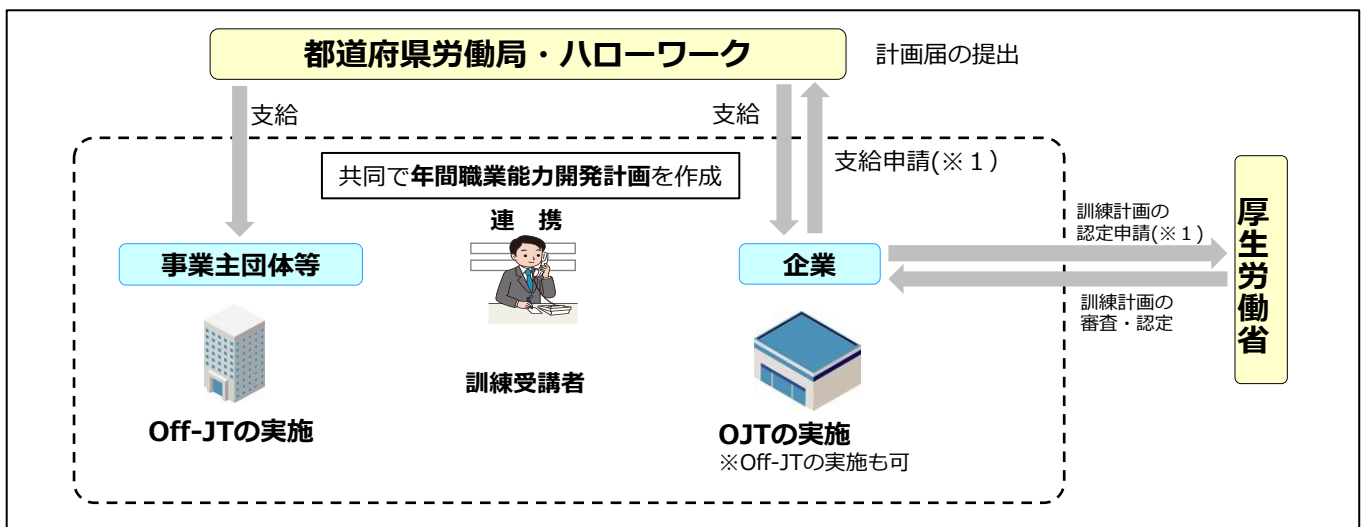 都道府県労働局・ハローワーク
計画届の提出
支給
支給
支給申請(※１)
共同で年間職業能力開発計画を作成
連　携
事業主団体等
企業
訓練計画の
認定申請(※１)
訓練計画の
審査・認定
厚生労働省
訓練受講者
Off-JTの実施
OJTの実施
※Off-JTの実施も可